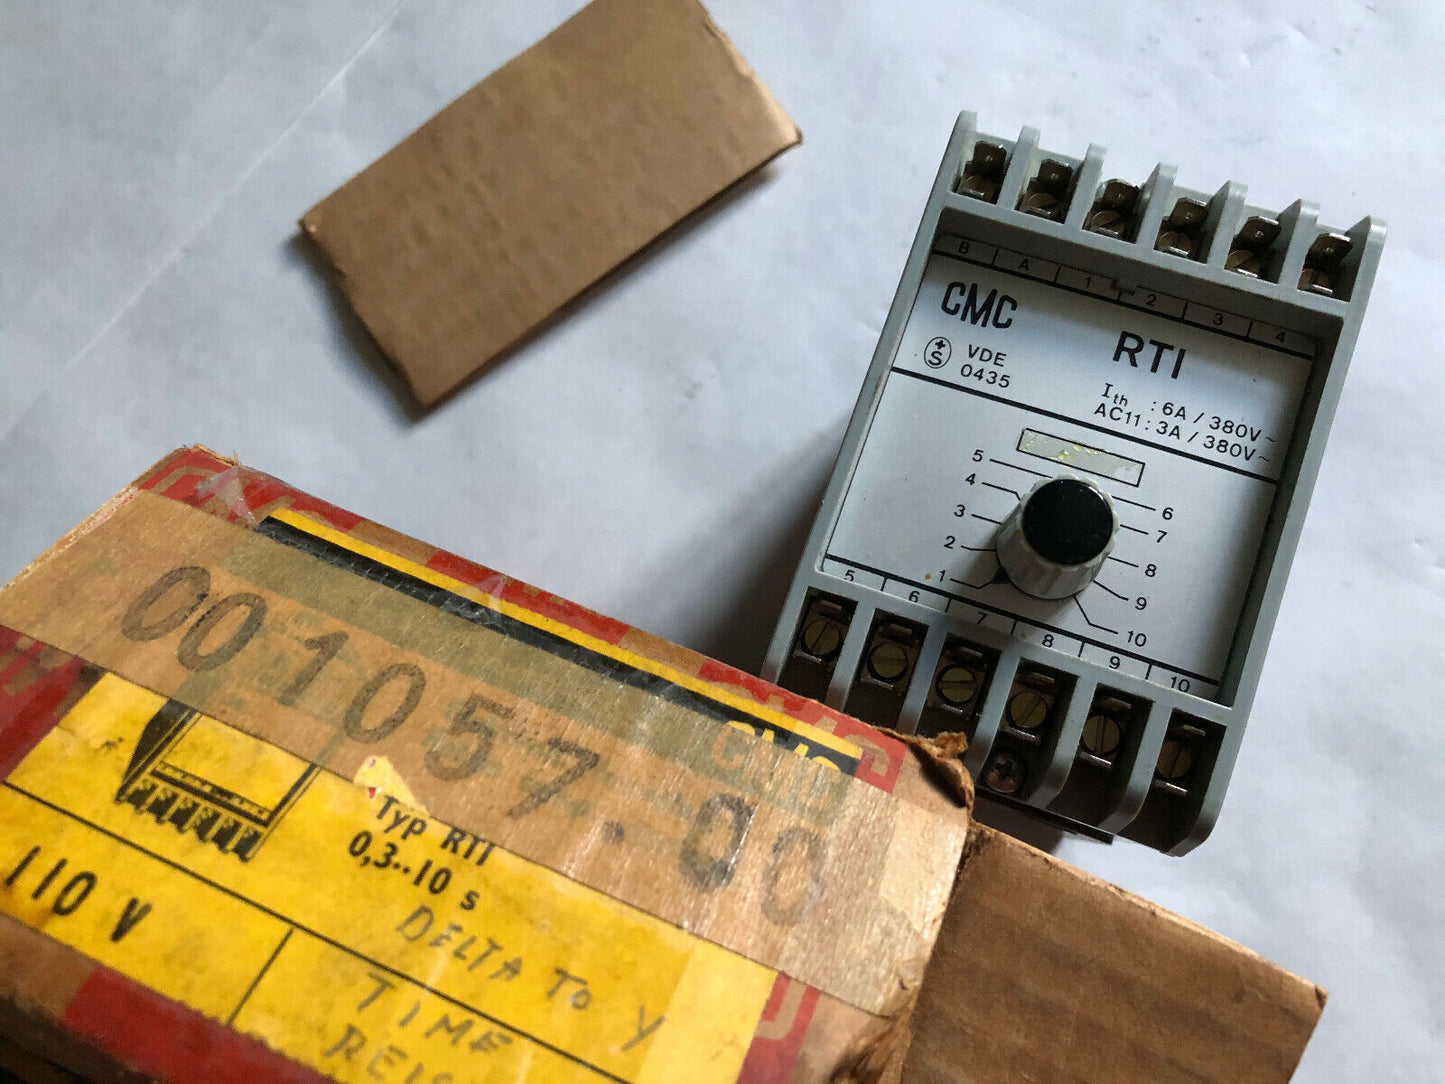 B A 1 2 3 4
CMC
RTI
+S VDE
0435
Ith : 6A / 380V~
AC11 : 3A / 380V~
5 6
4 7
3 8
2 9
1 10
5 6 7 8 9 10
CMC
001057.00
Typ RTI
0,3..10 s
110 V
DELTA TO Y
TIME